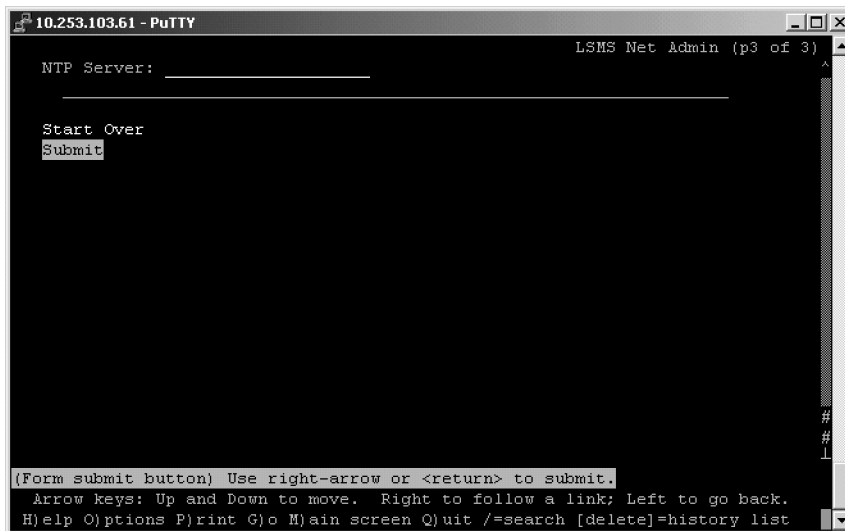 10.253.103.61 - PuTTY
LSMS Net Admin (p3 of 3)
NTP Server: ____________________
Start Over
Submit
(Form submit button) Use right-arrow or <return> to submit.
Arrow keys: Up and Down to move. Right to follow a link; Left to go back.
H)elp O)ptions P)rint G)o M)ain screen Q)uit /=search [delete]=history list